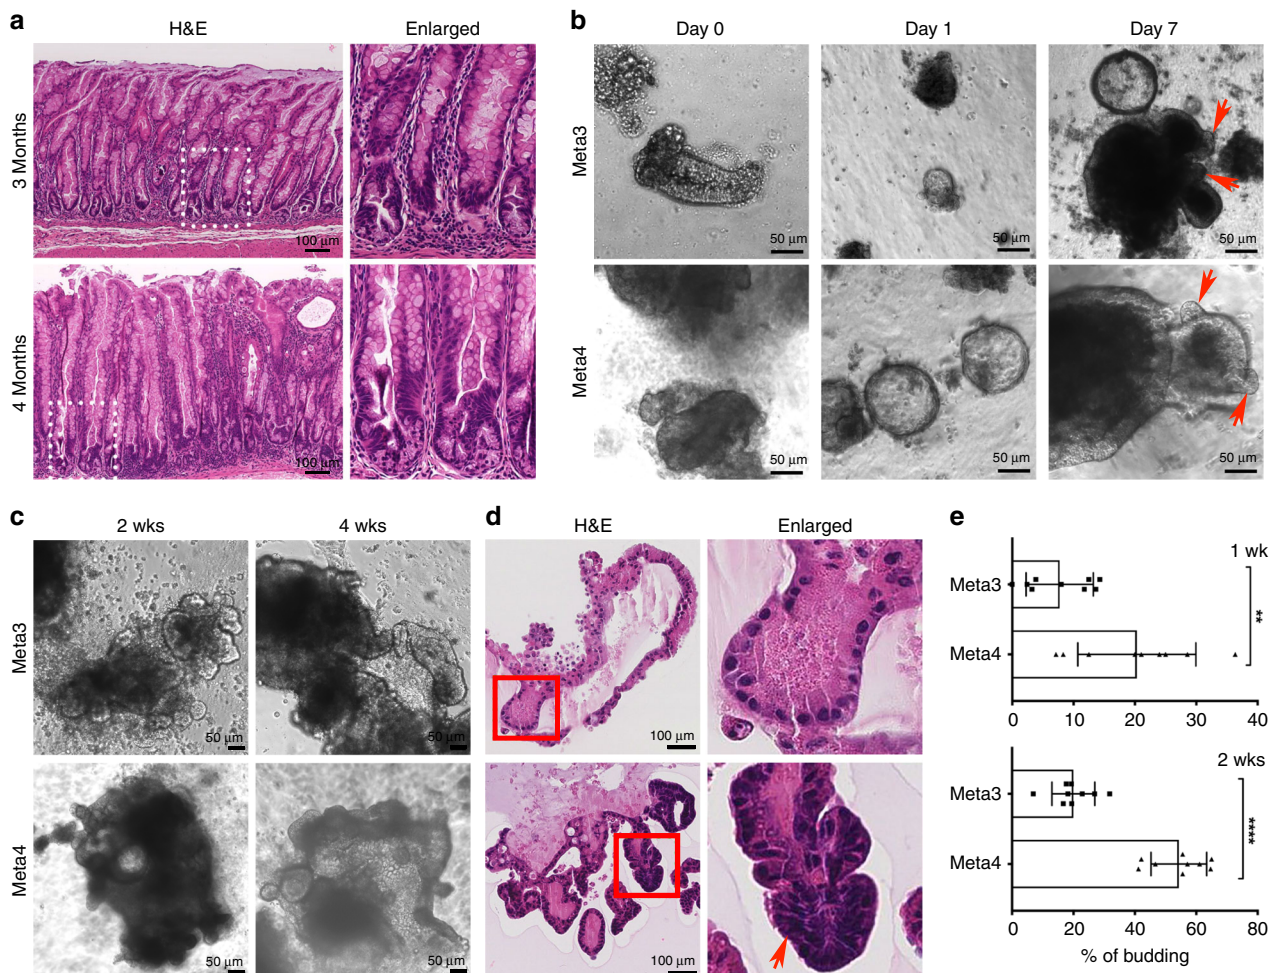 a
H&E
Enlarged
3 Months
100 µm
4 Months
100 µm
b
Day 0
Day 1
Day 7
Meta3
50 µm
50 µm
50 µm
Meta4
50 µm
50 µm
50 µm
c
2 wks
4 wks
Meta3
50 µm
50 µm
Meta4
50 µm
50 µm
d
H&E
Enlarged
100 µm
100 µm
e
1 wk
Meta3
**
Meta4
0 10 20 30 40
2 wks
Meta3
****
Meta4
0 20 40 60 80
% of budding